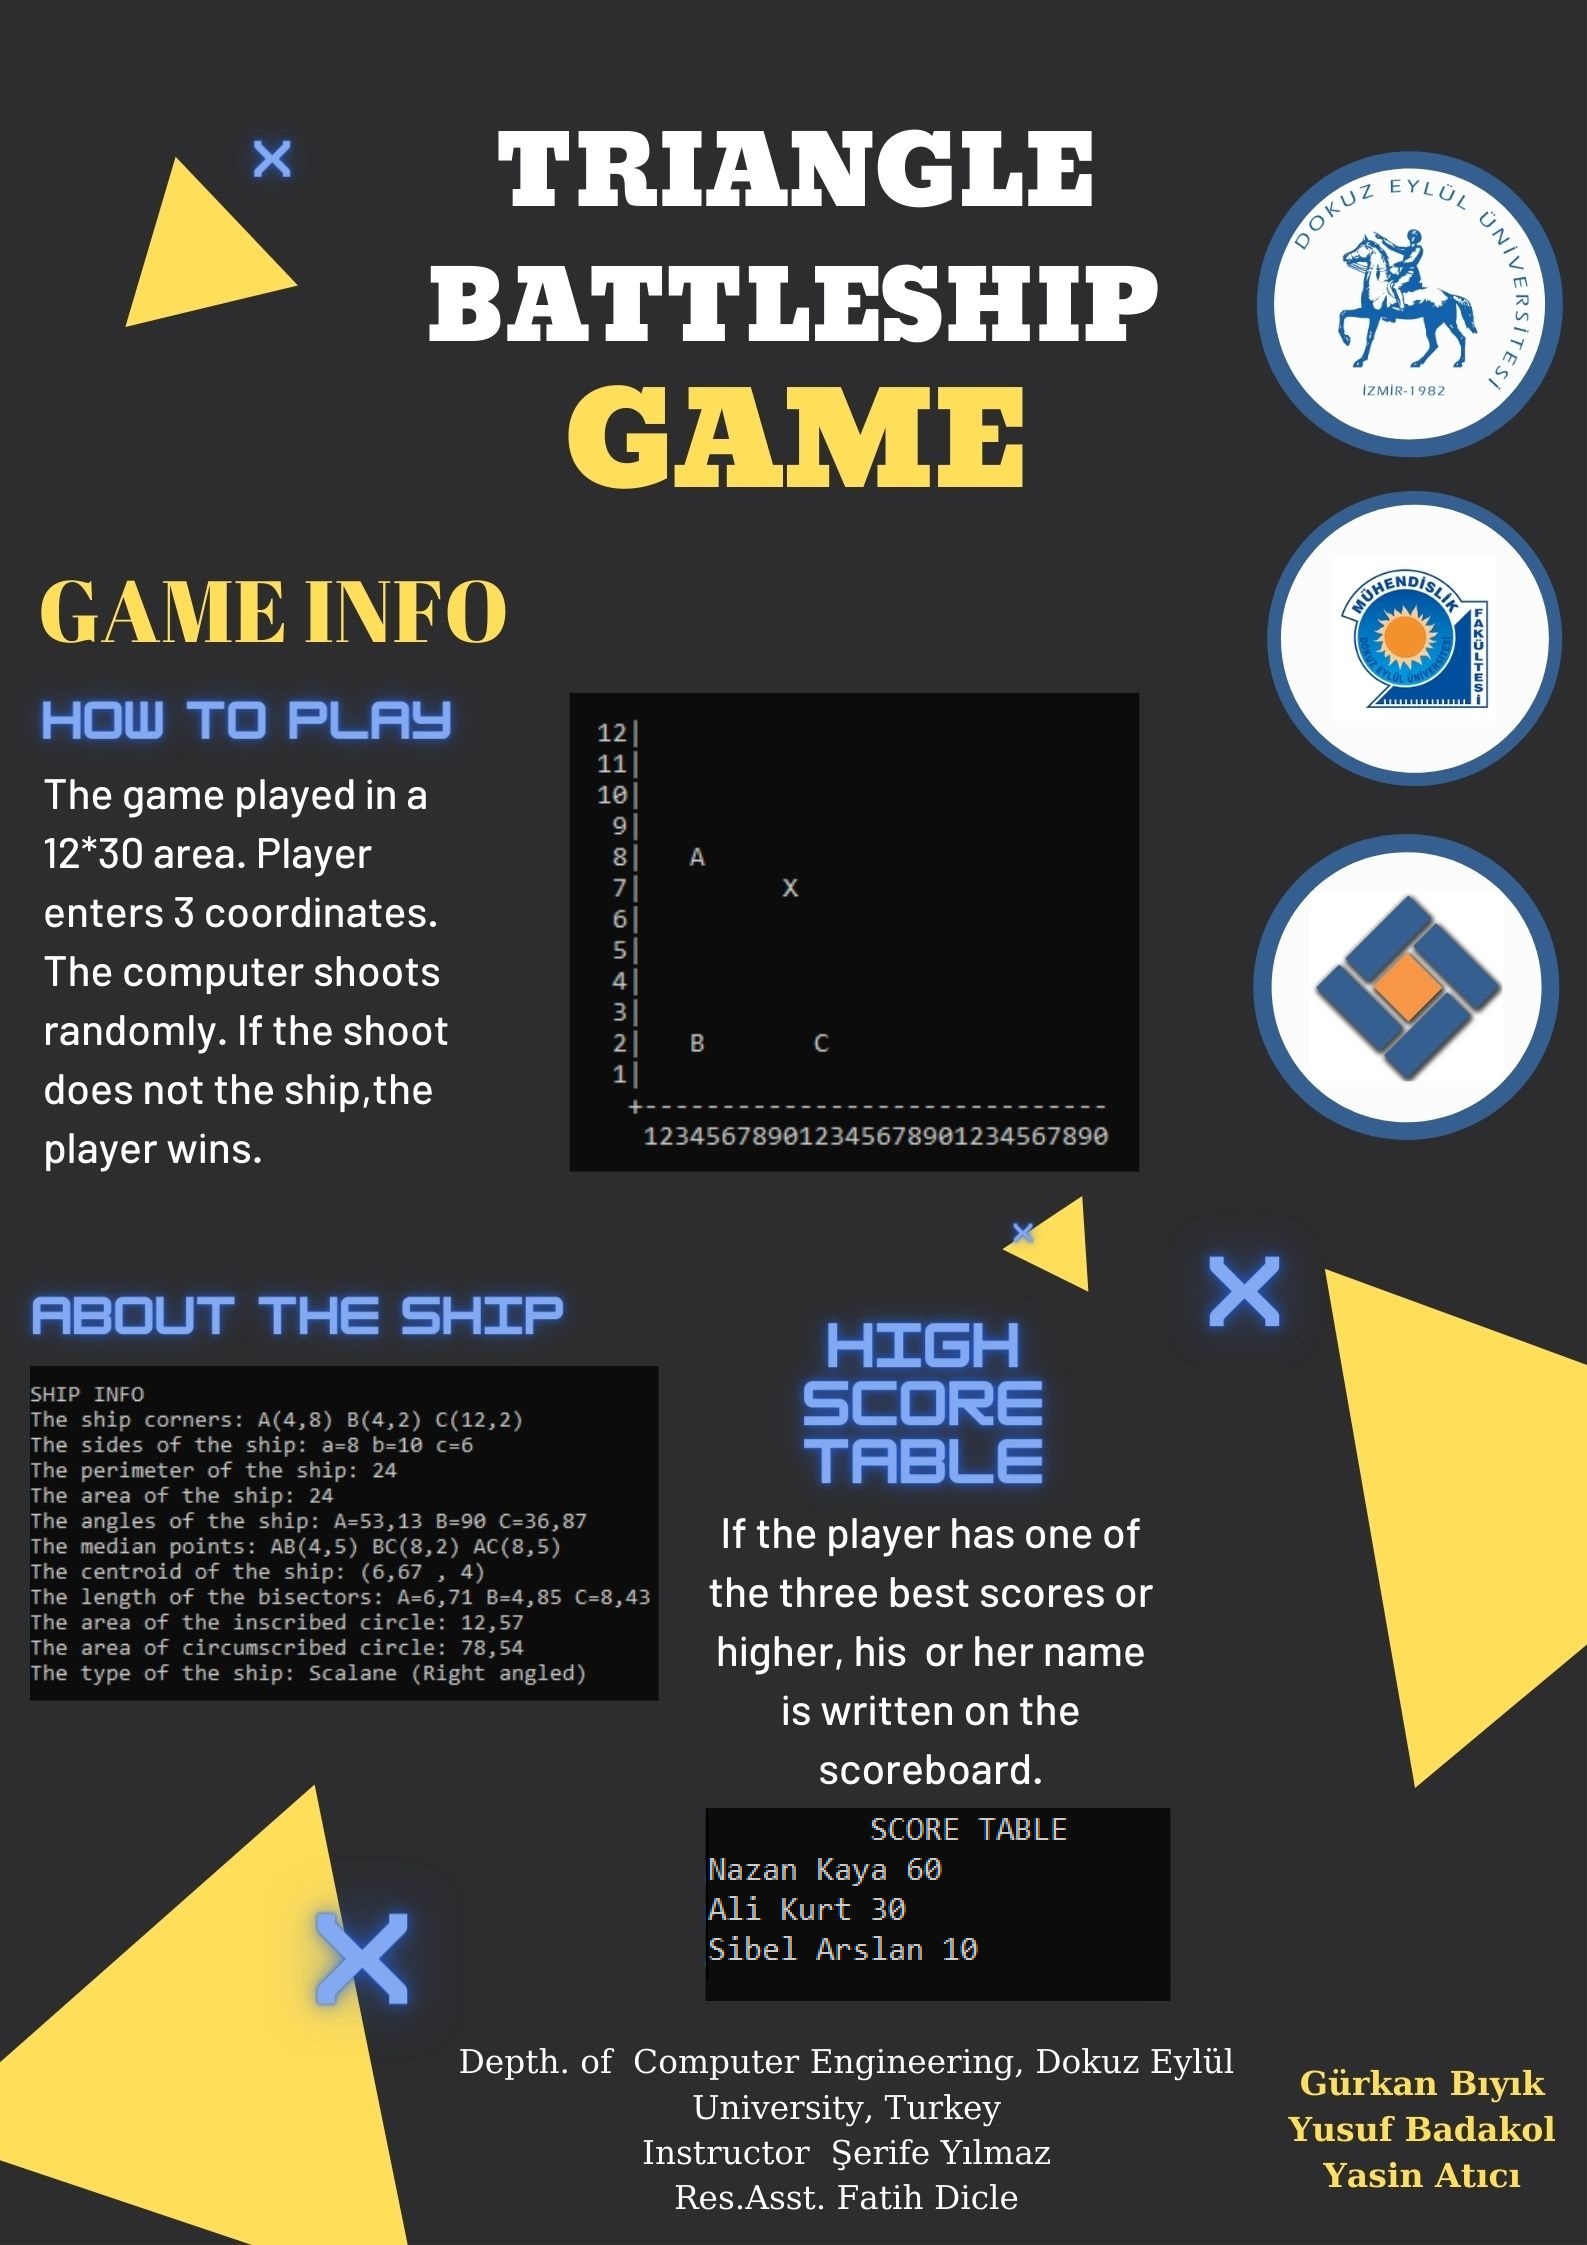 TRIANGLE
BATTLESHIP
GAME
DOKUZ EYLÜL ÜNİVERSİTESİ
İZMİR-1982
MÜHENDİSLİK
FAKÜLTESİ
DOKUZ EYLÜL ÜNİVERSİTESİ
GAME INFO
HOW TO PLAY
The game played in a
12*30 area. Player
enters 3 coordinates.
The computer shoots
randomly. If the shoot
does not the ship,the
player wins.
12|
11|
10|
9|
8|   A
7|         X
6|
5|
4|
3|
2|   B       C
1|
+------------------------------
123456789012345678901234567890
X
X
X
X
ABOUT THE SHIP
SHIP INFO
The ship corners: A(4,8) B(4,2) C(12,2)
The sides of the ship: a=8 b=10 c=6
The perimeter of the ship: 24
The area of the ship: 24
The angles of the ship: A=53,13 B=90 C=36,87
The median points: AB(4,5) BC(8,2) AC(8,5)
The centroid of the ship: (6,67 , 4)
The length of the bisectors: A=6,71 B=4,85 C=8,43
The area of the inscribed circle: 12,57
The area of circumscribed circle: 78,54
The type of the ship: Scalane (Right angled)
HIGH
SCORE
TABLE
If the player has one of
the three best scores or
higher, his  or her name
is written on the
scoreboard.
SCORE TABLE
Nazan Kaya 60
Ali Kurt 30
Sibel Arslan 10
Depth. of  Computer Engineering, Dokuz Eylül
University, Turkey
Instructor  Şerife Yılmaz
Res.Asst. Fatih Dicle
Gürkan Bıyık
Yusuf Badakol
Yasin Atıcı